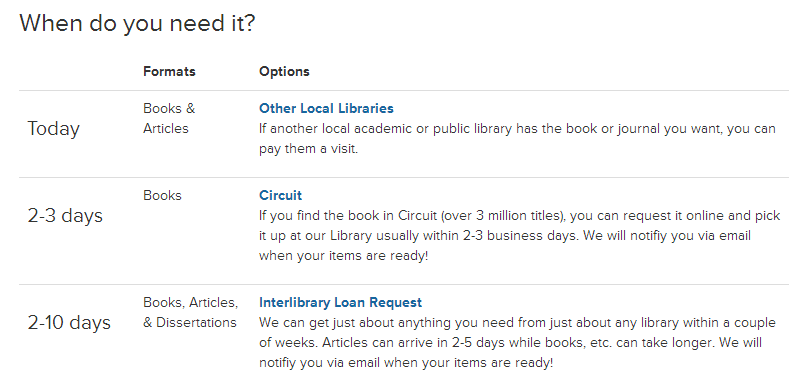 When do you need it?
Formats Options
Today
Books &
Articles
Other Local Libraries
If another local academic or public library has the book or journal you want, you can
pay them a visit.
2-3 days
Books
Circuit
If you find the book in Circuit (over 3 million titles), you can request it online and pick
it up at our Library usually within 2-3 business days. We will notifiy you via email
when your items are ready!
2-10 days
Books, Articles,
& Dissertations
Interlibrary Loan Request
We can get just about anything you need from just about any library within a couple
of weeks. Articles can arrive in 2-5 days while books, etc. can take longer. We will
notifiy you via email when your items are ready!